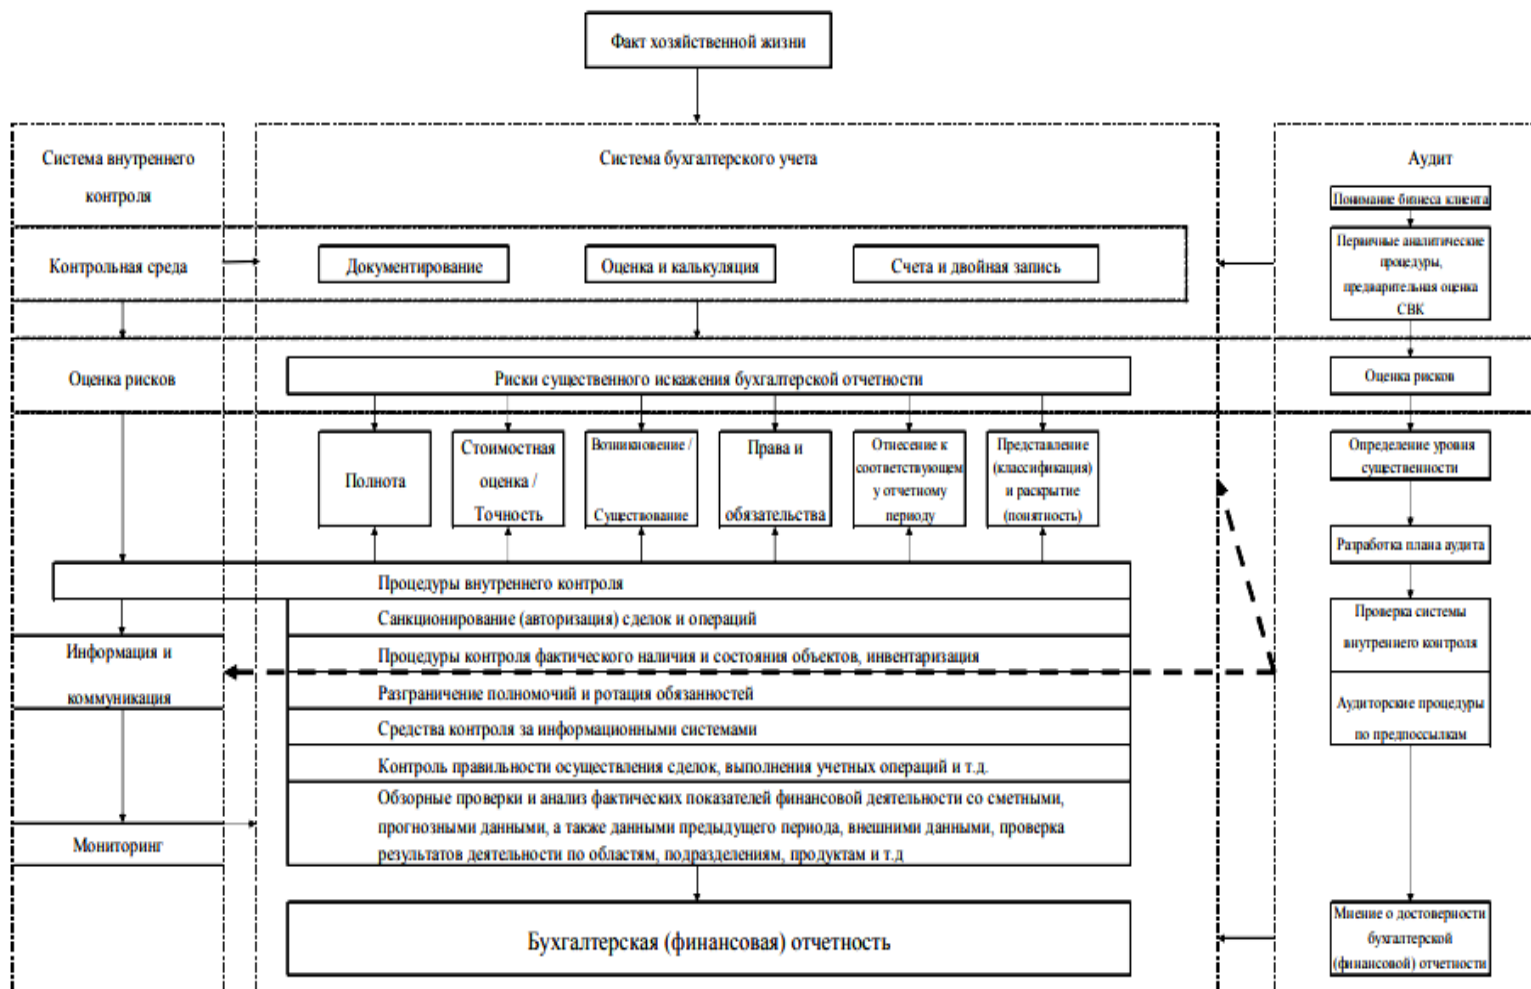 Факт хозяйственной жизни
Система внутреннего
контроля
Система бухгалтерского учета
Аудит
Понимание бизнеса клиента
Контрольная среда
Документирование
Оценка и калькуляция
Счета и двойная запись
Первичные аналитические
процедуры,
предварительная оценка
СВК
Оценка рисков
Риски существенного искажения бухгалтерской отчетности
Оценка рисков
Полнота
Стоимостная
оценка /
Точность
Возникновение /
Существование
Права и
обязательства
Отнесение к
соответствующем
у отчетному
периоду
Представление
(классификация)
и раскрытие
(понятность)
Определение уровня
существенности
Разработка плана аудита
Процедуры внутреннего контроля
Санкционирование (авторизация) сделок и операций
Процедуры контроля фактического наличия и состояния объектов, инвентаризация
Разграничение полномочий и ротация обязанностей
Средства контроля за информационными системами
Контроль правильности осуществления сделок, выполнения учетных операций и т.д.
Обзорные проверки и анализ фактических показателей финансовой деятельности со сметными,
прогнозными данными, а также данными предыдущего периода, внешними данными, проверка
результатов деятельности по областям, подразделениям, продуктам и т.д
Информация и
коммуникация
Мониторинг
Проверка системы
внутреннего контроля
Аудиторские процедуры
по предпоссылкам
Бухгалтерская (финансовая) отчетность
Мнение о достоверности
бухгалтерской
(финансовой) отчетности